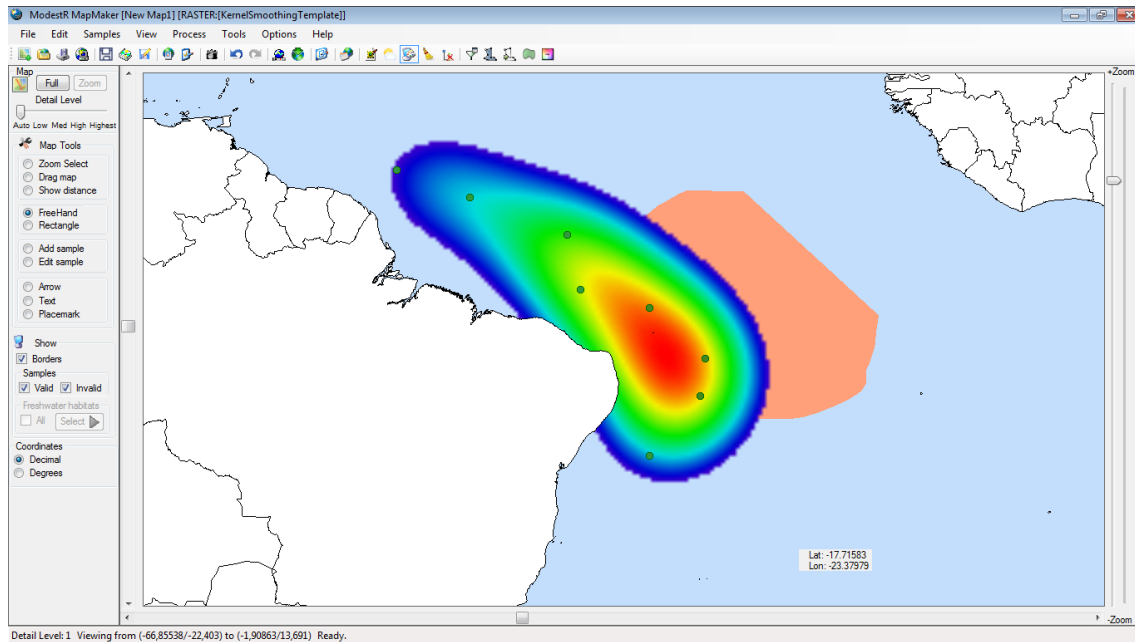 ModestR MapMaker [New Map1] [RASTER:[KernelSmoothingTemplate]]
File Edit Samples View Process Tools Options Help
Map
Full Zoom
Detail Level
Auto Low Med High Highest
Map Tools
Zoom Select
Drag map
Show distance
FreeHand
Rectangle
Add sample
Edit sample
Arrow
Text
Placemark
Show
Borders
Samples
Valid Invalid
Freshwater habitats
All Select
Coordinates
Decimal
Degrees
+Zoom
Lat: -17.71583
Lon: -23.37979
-Zoom
Detail Level: 1 Viewing from (-66,85538/-22,403) to (-1,90863/13,691) Ready.